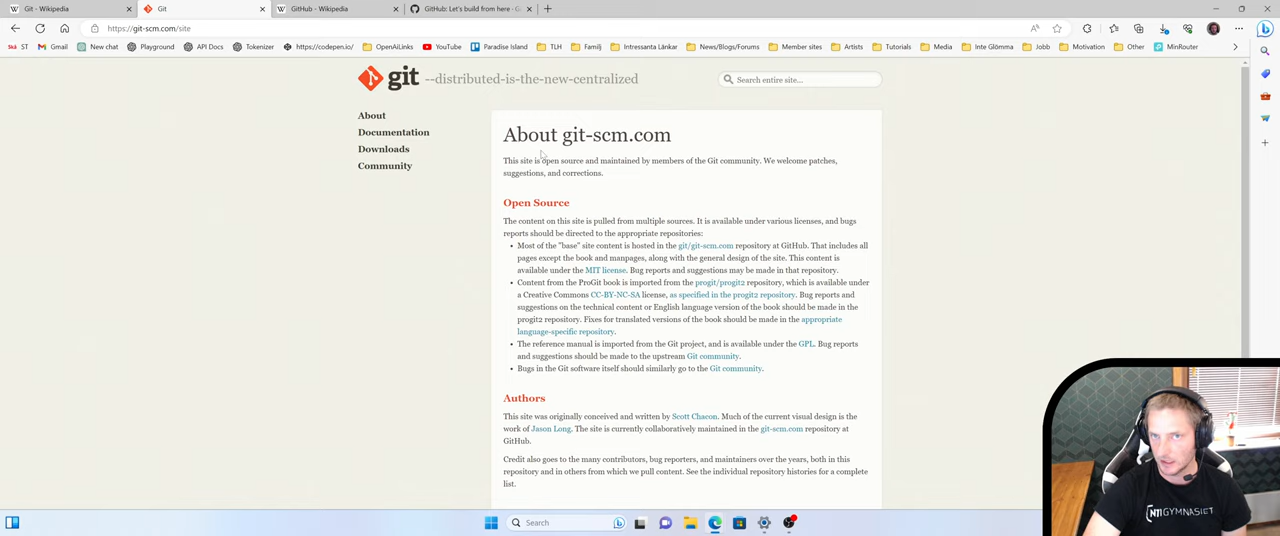 Git - Wikipedia
Git
GitHub - Wikipedia
GitHub: Let's build from here · Gi
https://git-scm.com/site
ST
Gmail
New chat
Playground
API Docs
Tokenizer
https://codepen.io/
OpenAiLinks
YouTube
Paradise Island
TLH
Familj
Intressanta Länkar
News/Blogs/Forums
Member sites
Artists
Tutorials
Media
Inte Glömma
Jobb
Motivation
Other
MinRouter
git --distributed-is-the-new-centralized
Search entire site...
About
Documentation
Downloads
Community
About git-scm.com
This site is open source and maintained by members of the Git community. We welcome patches,
suggestions, and corrections.
Open Source
The content on this site is pulled from multiple sources. It is available under various licenses, and bugs
reports should be directed to the appropriate repositories:
• Most of the "base" site content is hosted in the git/git-scm.com repository at GitHub. That includes all
pages except the book and manpages, along with the general design of the site. This content is
available under the MIT license. Bug reports and suggestions may be made in that repository.
• Content from the ProGit book is imported from the progit/progit2 repository, which is available under
a Creative Commons CC-BY-NC-SA license, as specified in the progit2 repository. Bug reports and
suggestions on the technical content or English language version of the book should be made in the
progit2 repository. Fixes for translated versions of the book should be made in the appropriate
language-specific repository.
• The reference manual is imported from the Git project, and is available under the GPL. Bug reports
and suggestions should be made to the upstream Git community.
• Bugs in the Git software itself should similarly go to the Git community.
Authors
This site was originally conceived and written by Scott Chacon. Much of the current visual design is the
work of Jason Long. The site is currently collaboratively maintained in the git-scm.com repository at
GitHub.
Credit also goes to the many contributors, bug reporters, and maintainers over the years, both in this
repository and in others from which we pull content. See the individual repository histories for a complete
list.
Search
NTI GYMNASIET